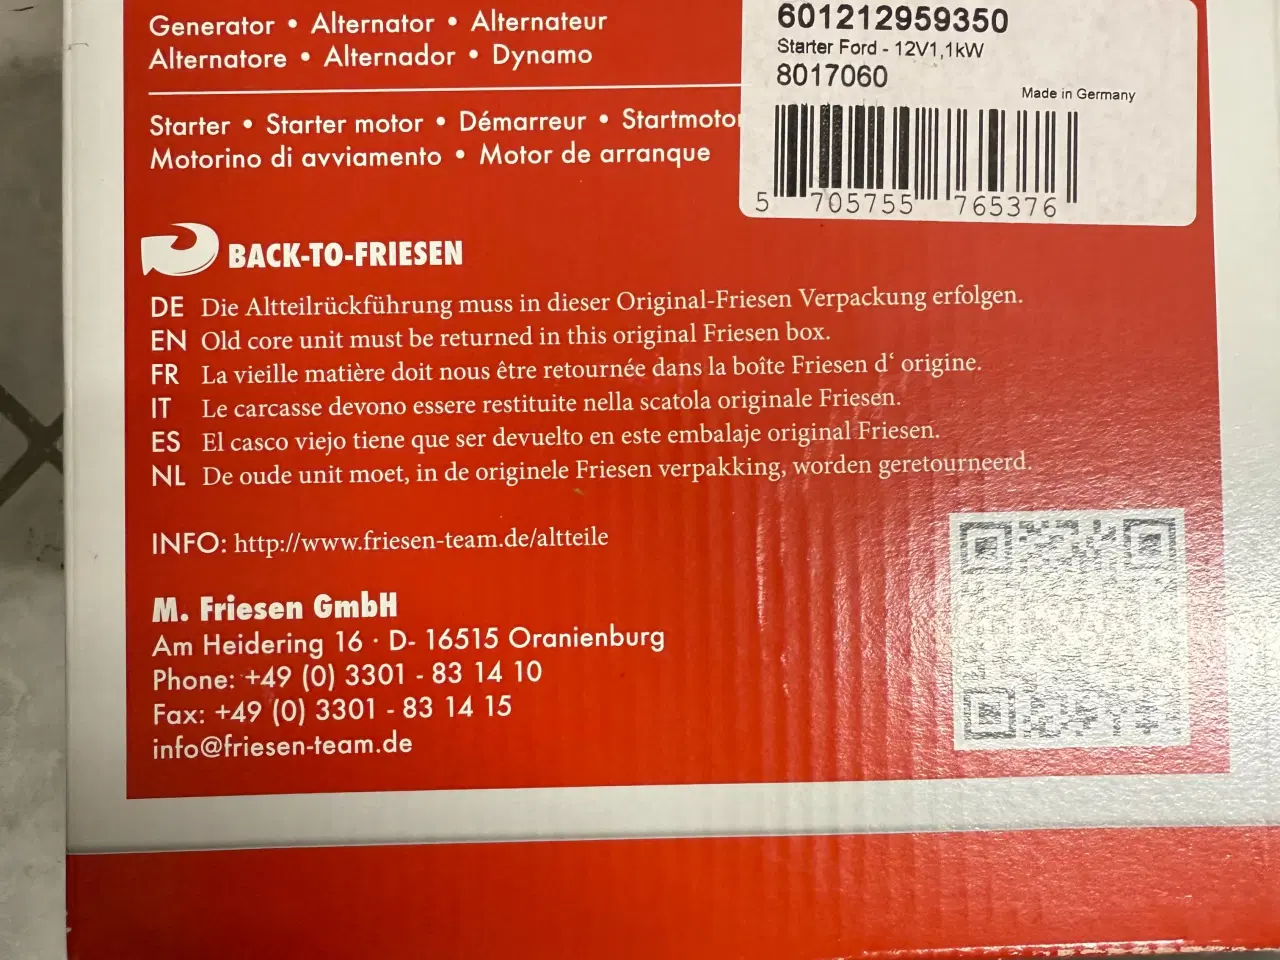 Generator • Alternator • Alternateur
Alternatore • Alternador • Dynamo
Starter • Starter motor • Démarreur • Startmotor
Motorino di avviamento • Motor de arranque
601212959350
Starter Ford - 12V1,1kW
8017060
Made in Germany
5 705755 765376
BACK-TO-FRIESEN
DE Die Altteilrückführung muss in dieser Original-Friesen Verpackung erfolgen.
EN Old core unit must be returned in this original Friesen box.
FR La vieille matière doit nous être retournée dans la boîte Friesen d‘ origine.
IT Le carcasse devono essere restituite nella scatola originale Friesen.
ES El casco viejo tiene que ser devuelto en este embalaje original Friesen.
NL De oude unit moet, in de originele Friesen verpakking, worden geretourneerd.
INFO: http://www.friesen-team.de/altteile
M. Friesen GmbH
Am Heidering 16 · D- 16515 Oranienburg
Phone: +49 (0) 3301 - 83 14 10
Fax: +49 (0) 3301 - 83 14 15
info@friesen-team.de